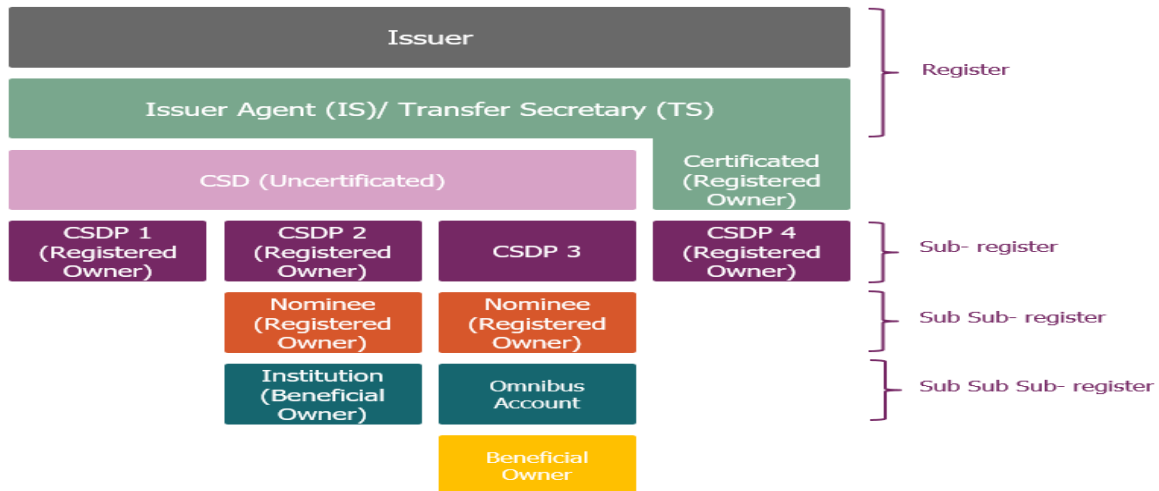 Issuer
Register
Issuer Agent (IS)/ Transfer Secretary (TS)
CSD (Uncertificated)
Certificated
(Registered
Owner)
CSDP 1
(Registered
Owner)
CSDP 2
(Registered
Owner)
CSDP 3
CSDP 4
(Registered
Owner)
Sub- register
Nominee
(Registered
Owner)
Nominee
(Registered
Owner)
Sub Sub- register
Institution
(Beneficial
Owner)
Omnibus
Account
Sub Sub Sub- register
Beneficial
Owner